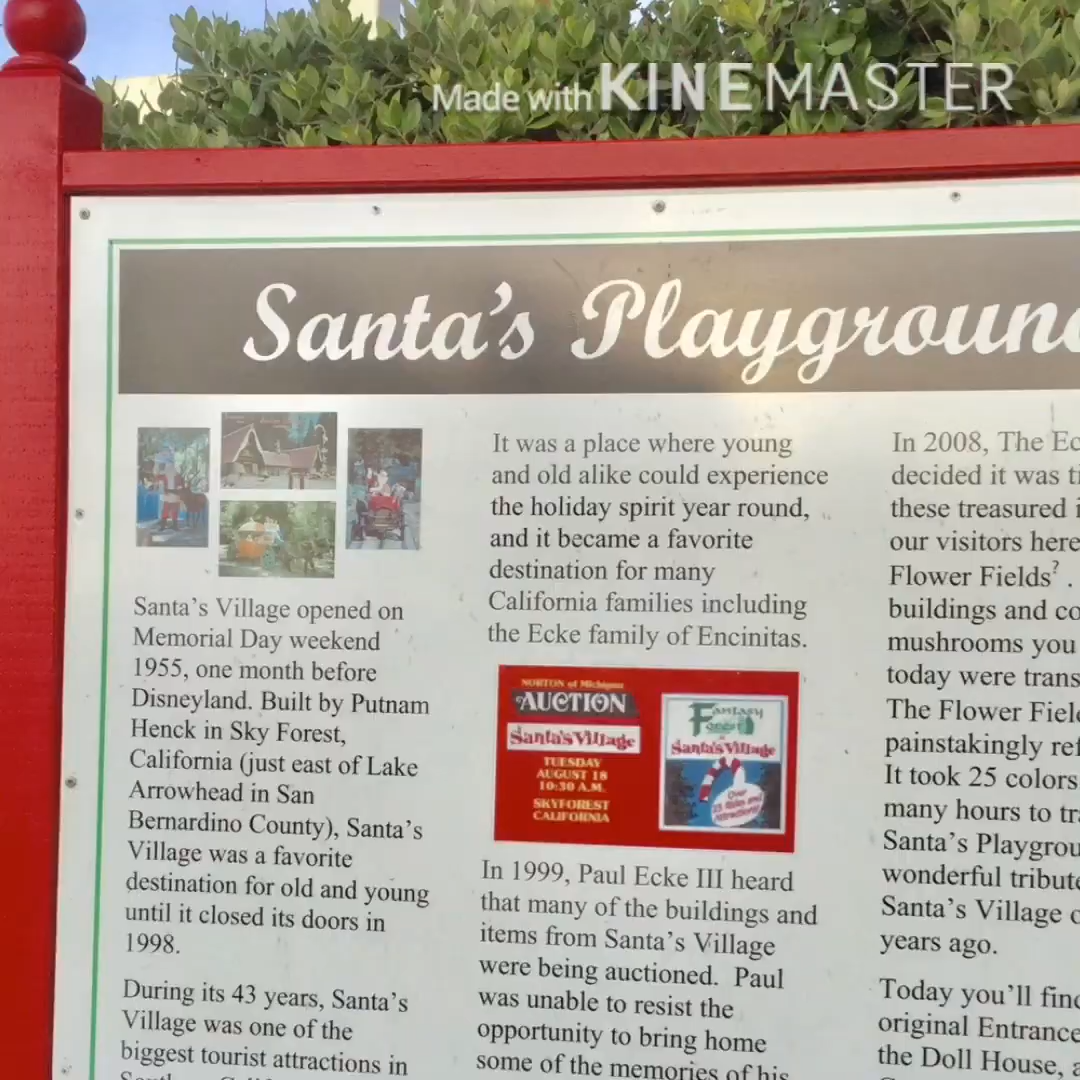 Made with KINEMASTER
Santa's Playground
Santa's Village opened on
Memorial Day weekend
1955, one month before
Disneyland. Built by Putnam
Henck in Sky Forest,
California (just east of Lake
Arrowhead in San
Bernardino County), Santa's
Village was a favorite
destination for old and young
until it closed its doors in
1998.
During its 43 years, Santa's
Village was one of the
biggest tourist attractions in
It was a place where young
and old alike could experience
the holiday spirit year round,
and it became a favorite
destination for many
California families including
the Ecke family of Encinitas.
NORTON of Michigan
AUCTION
Santa's Village
TUESDAY
AUGUST 18
10:30 A.M.
SKYFOREST
CALIFORNIA
Fantasy
Forest
Santa's Village
Over
25 Rides and
Attractions!
In 1999, Paul Ecke III heard
that many of the buildings and
items from Santa's Village
were being auctioned. Paul
was unable to resist the
opportunity to bring home
some of the memories of his
In 2008, The Ec
decided it was ti
these treasured i
our visitors here
Flower Fields? .
buildings and co
mushrooms you
today were trans
The Flower Field
painstakingly ref
It took 25 colors
many hours to tra
Santa's Playgrou
wonderful tribute
Santa's Village o
years ago.
Today you'll find
original Entrance
the Doll House, a